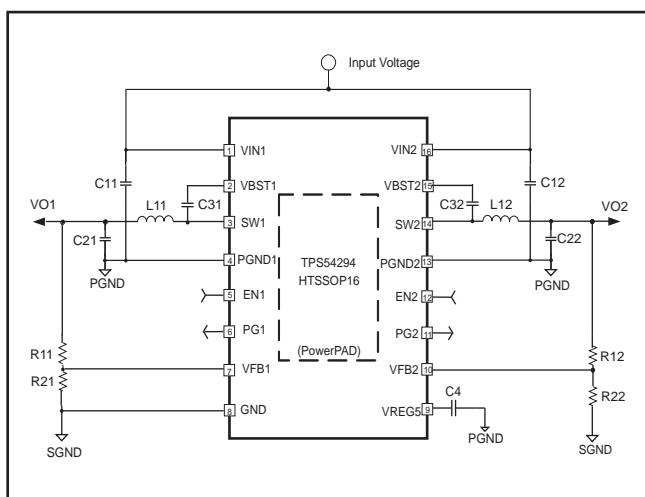 Input Voltage
VIN1
VIN2
1
16
C11
VBST1
VBST2
C12
2
15
VO1
L11
C31
C32
L12
VO2
SW1
SW2
3
14
C21
TPS54294
HTSSOP16
C22
PGND1
PGND2
4
13
PGND
PGND
EN1
EN2
5
12
PG1
PG2
6
11
(PowerPAD)
R11
R12
VFB1
VFB2
7
10
R21
C4
R22
GND
VREG5
8
9
SGND
PGND
SGND